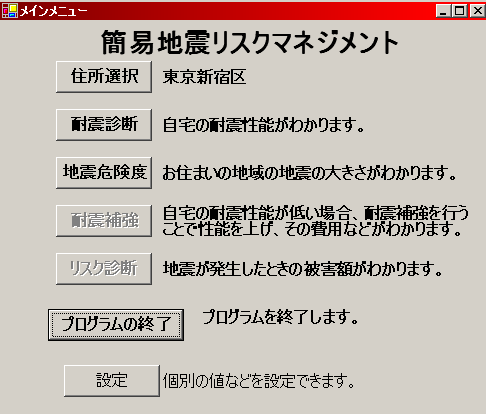 メインメニュー
簡易地震リスクマネジメント
住所選択 東京新宿区
耐震診断 自宅の耐震性能がわかります。
地震危険度 お住まいの地域の地震の大きさがわかります。
耐震補強 自宅の耐震性能が低い場合、耐震補強を行う
ことで性能を上げ、その費用などがわかります。
リスク診断 地震が発生したときの被害額がわかります。
プログラムの終了 プログラムを終了します。
設定 個別の値などを設定できます。